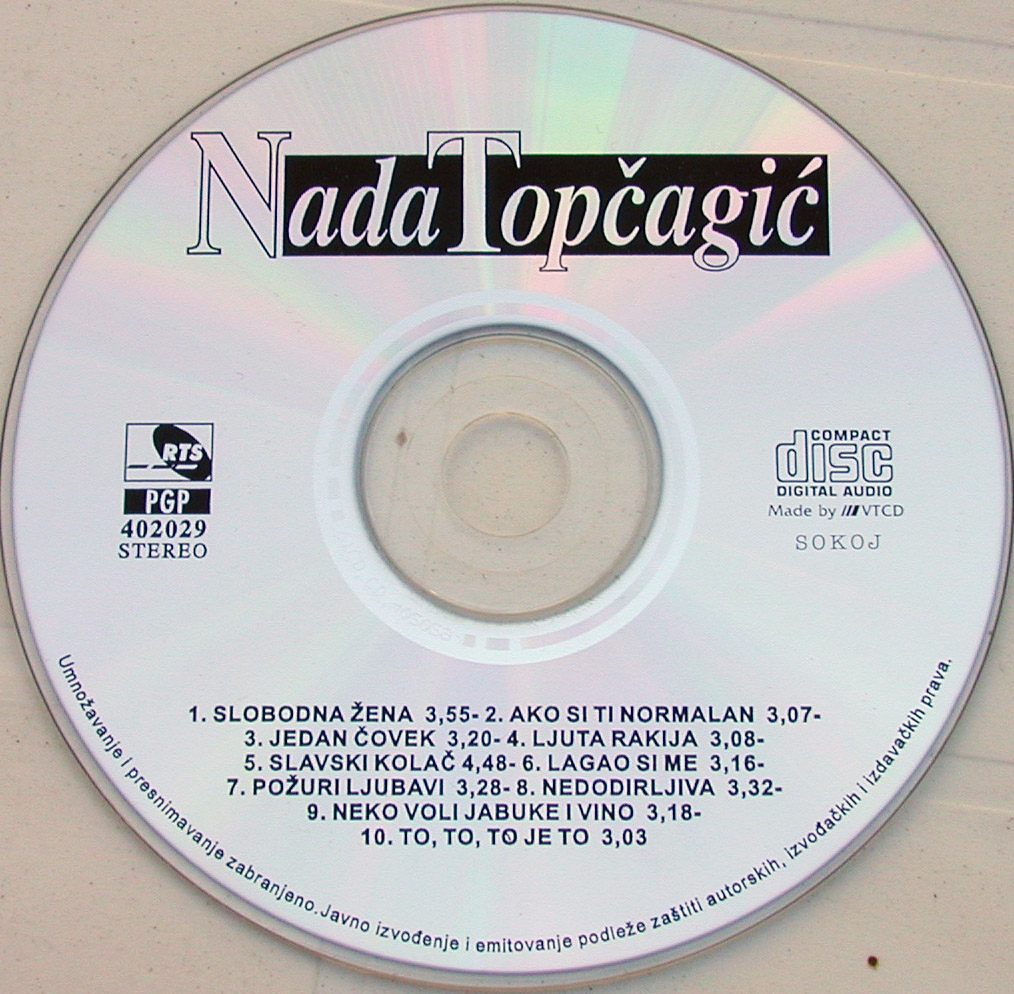 Nada Topčagić
RTS
PGP
402029
STEREO
COMPACT
disc
DIGITAL AUDIO
Made by VTCD
SOKOJ
1. SLOBODNA ŽENA 3,55- 2. AKO SI TI NORMALAN 3,07-
3. JEDAN ČOVEK 3,20- 4. LJUTA RAKIJA 3,08-
5. SLAVSKI KOLAČ 4,48- 6. LAGAO SI ME 3,16-
7. POŽURI LJUBAVI 3,28- 8. NEDODIRLJIVA 3,32-
9. NEKO VOLI JABUKE I VINO 3,18-
10. TO, TO, TO JE TO 3,03
Umnožavanje i presnimavanje zabranjeno. Javno izvođenje i emitovanje podleže zaštiti autorskih, izvođačkih i izdavačkih prava.